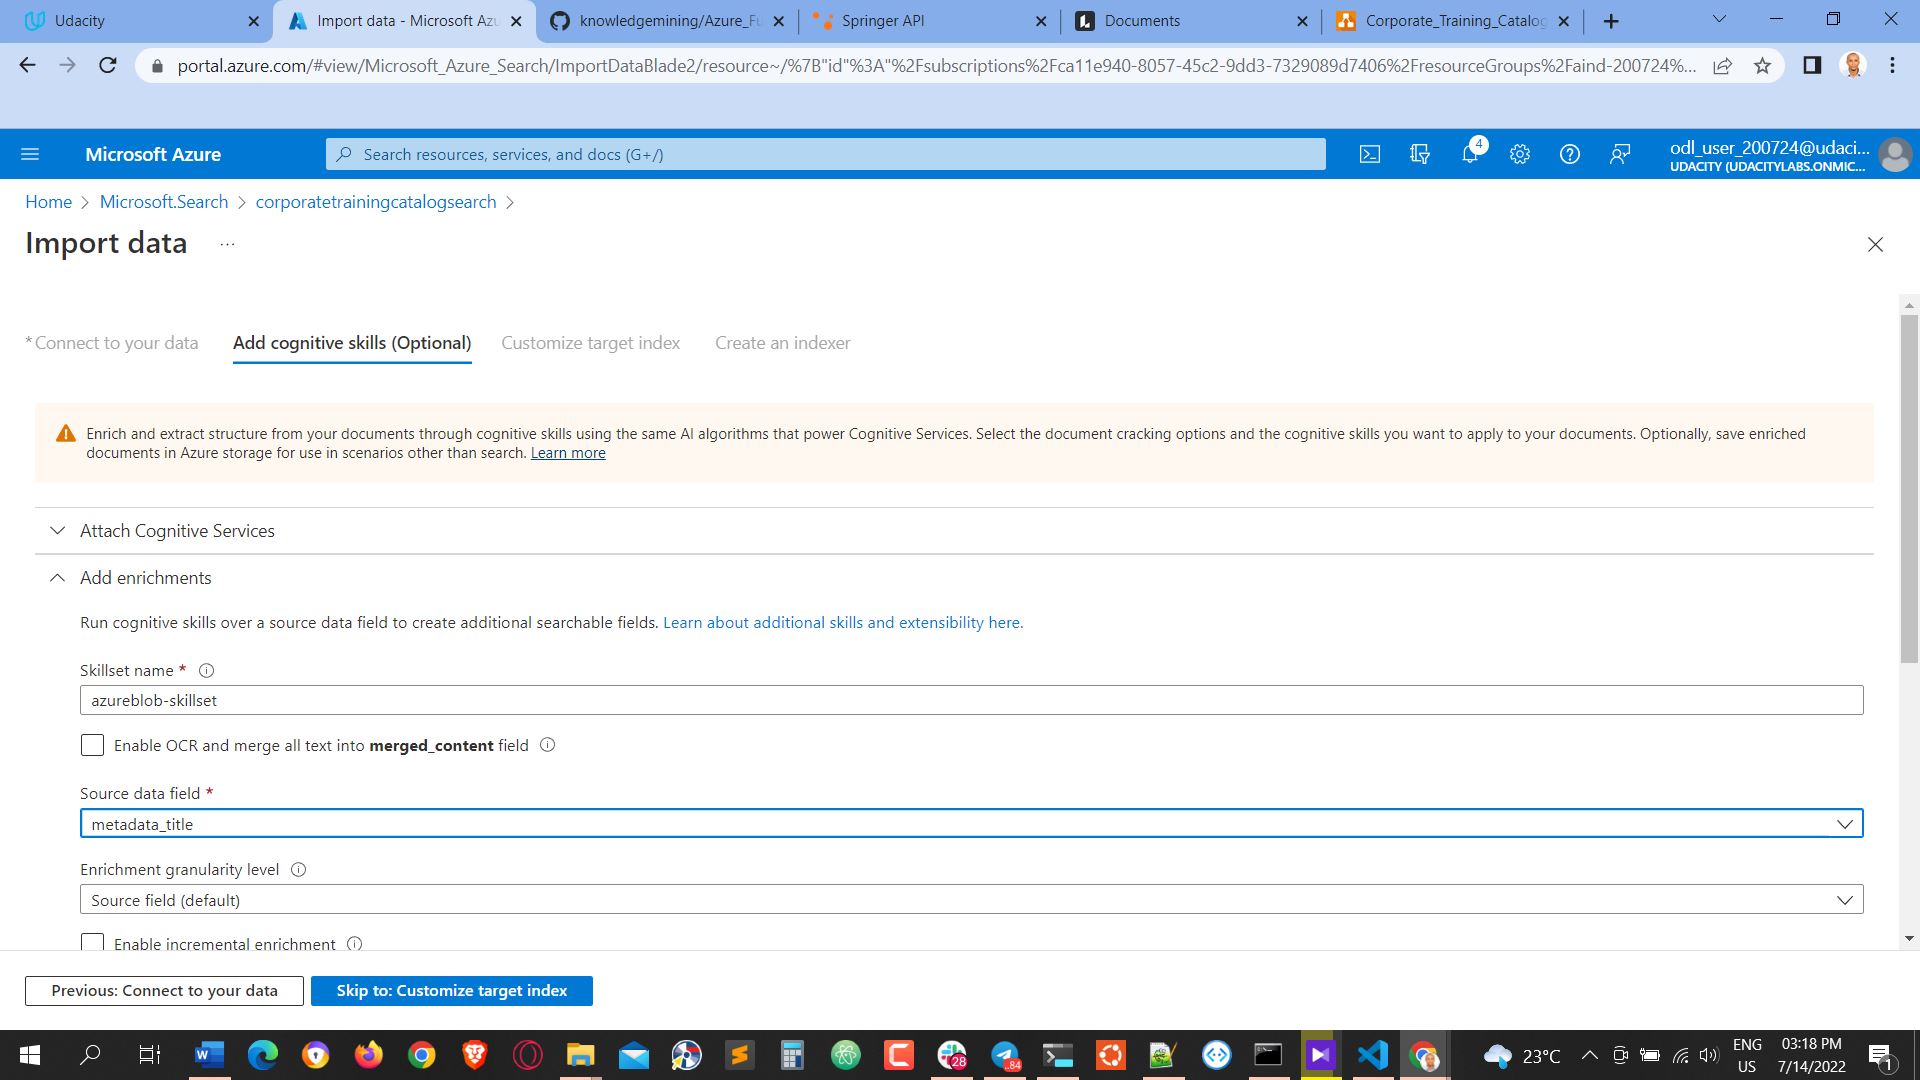 Udacity
Import data - Microsoft Azu
knowledgemining/Azure_Fu
Springer API
Documents
Corporate_Training_Catalog
portal.azure.com/#view/Microsoft_Azure_Search/ImportDataBlade2/resource~/%7B"id"%3A"%2Fsubscriptions%2Fca11e940-8057-45c2-9dd3-7329089d7406%2FresourceGroups%2Faind-200724%...
Microsoft Azure
Search resources, services, and docs (G+/)
4
odl_user_200724@udaci...
UDACITY (UDACITYLABS.ONMIC...
Home > Microsoft.Search > corporatetrainingcatalogsearch >
Import data ...
* Connect to your data
Add cognitive skills (Optional)
Customize target index
Create an indexer
Enrich and extract structure from your documents through cognitive skills using the same AI algorithms that power Cognitive Services. Select the document cracking options and the cognitive skills you want to apply to your documents. Optionally, save enriched
documents in Azure storage for use in scenarios other than search. Learn more
Attach Cognitive Services
Add enrichments
Run cognitive skills over a source data field to create additional searchable fields. Learn about additional skills and extensibility here.
Skillset name *
azureblob-skillset
Enable OCR and merge all text into merged_content field
Source data field *
metadata_title
Enrichment granularity level
Source field (default)
Enable incremental enrichment
Previous: Connect to your data
Skip to: Customize target index
28
.84
23°C
ENG
US
03:18 PM
7/14/2022
1